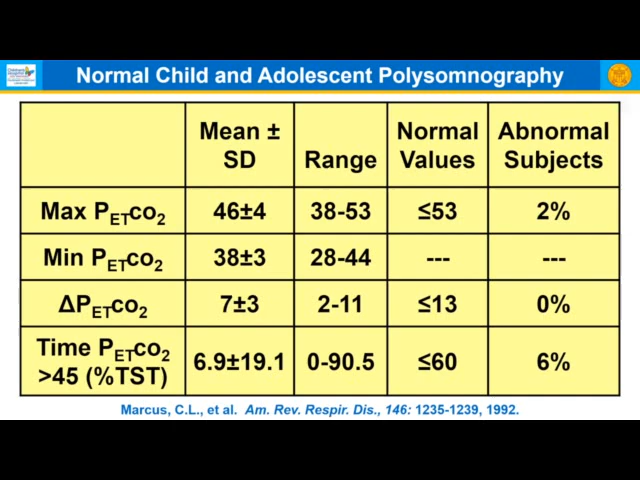 Normal Child and Adolescent Polysomnography
Mean ± SD Range Normal Values Abnormal Subjects
Max PETco2 46±4 38-53 ≤53 2%
Min PETco2 38±3 28-44 --- ---
ΔPETco2 7±3 2-11 ≤13 0%
Time PETco2 >45 (%TST) 6.9±19.1 0-90.5 ≤60 6%
Marcus, C.L., et al. Am. Rev. Respir. Dis., 146: 1235-1239, 1992.